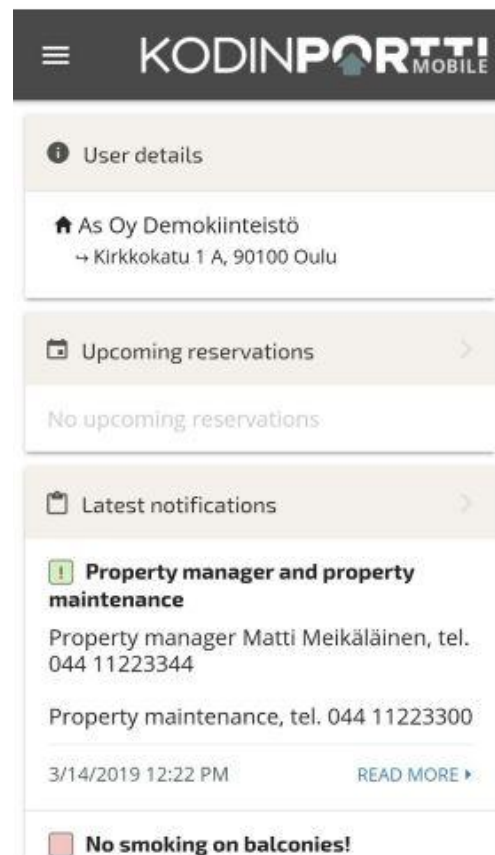 KODINPORTTI
MOBILE
User details
As Oy Demokiinteistö
↪ Kirkkokatu 1 A, 90100 Oulu
Upcoming reservations
No upcoming reservations
Latest notifications
! Property manager and property
maintenance
Property manager Matti Meikäläinen, tel.
044 11223344
Property maintenance, tel. 044 11223300
3/14/2019 12:22 PM READ MORE
No smoking on balconies!